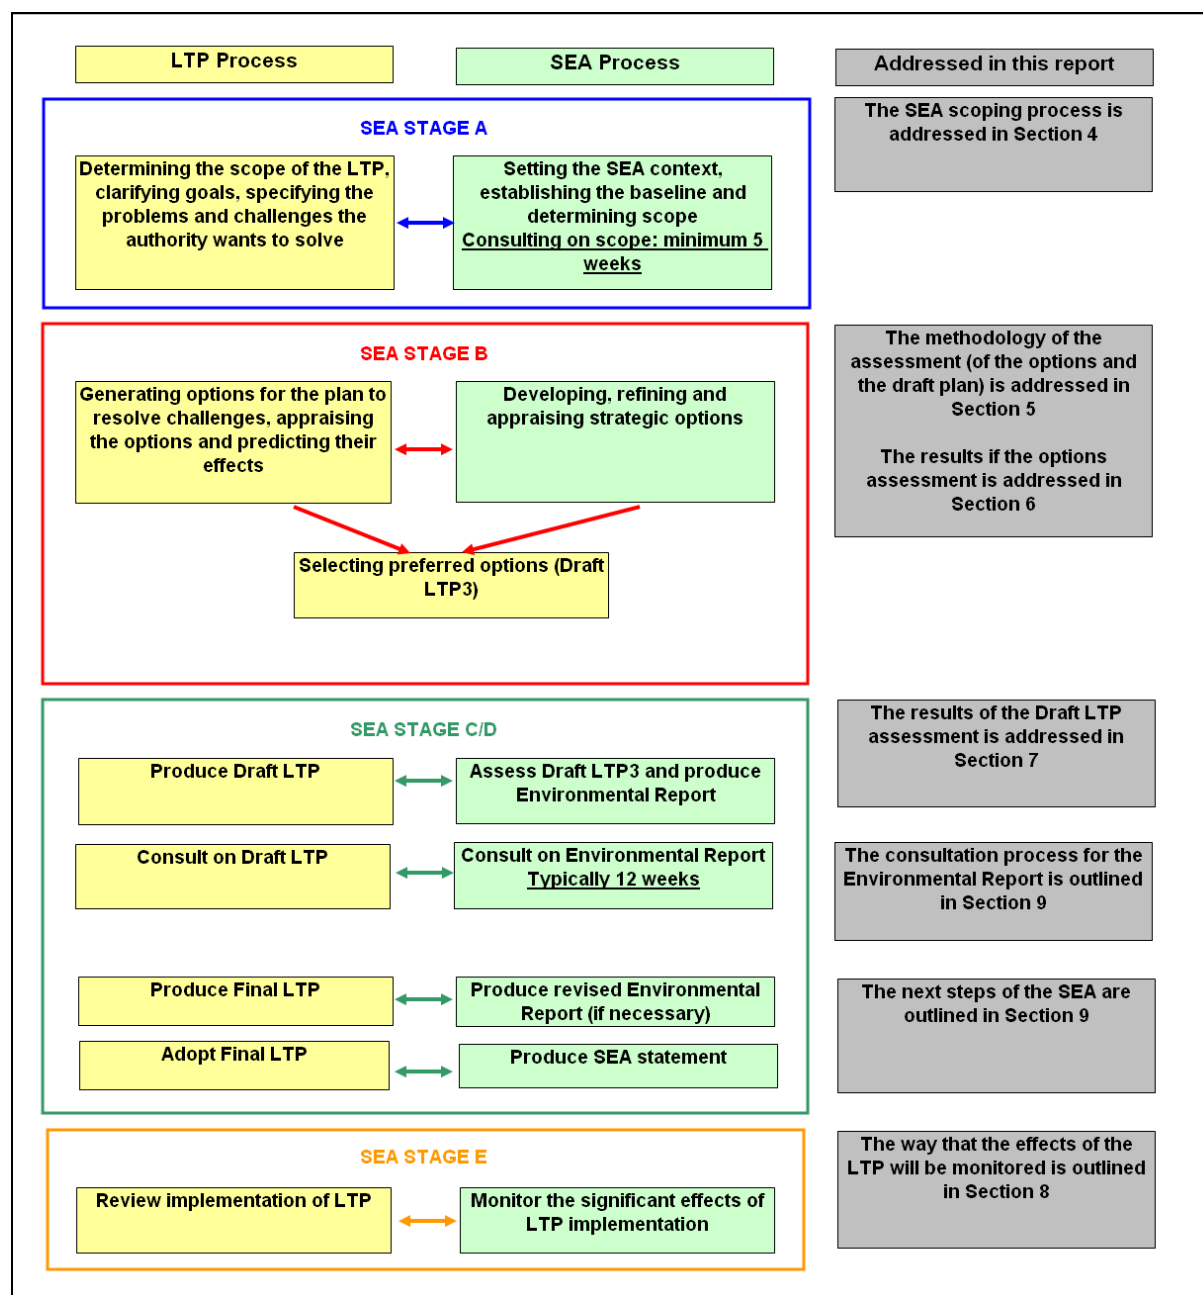 LTP Process
SEA Process
Addressed in this report
SEA STAGE A
Determining the scope of the LTP,
clarifying goals, specifying the
problems and challenges the
authority wants to solve
Setting the SEA context,
establishing the baseline and
determining scope
Consulting on scope: minimum 5
weeks
The SEA scoping process is
addressed in Section 4
SEA STAGE B
Generating options for the plan to
resolve challenges, appraising
the options and predicting their
effects
Developing, refining and
appraising strategic options
Selecting preferred options (Draft
LTP3)
The methodology of the
assessment (of the options and
the draft plan) is addressed in
Section 5
The results if the options
assessment is addressed in
Section 6
SEA STAGE C/D
Produce Draft LTP
Assess Draft LTP3 and produce
Environmental Report
The results of the Draft LTP
assessment is addressed in
Section 7
Consult on Draft LTP
Consult on Environmental Report
Typically 12 weeks
The consultation process for the
Environmental Report is outlined
in Section 9
Produce Final LTP
Produce revised Environmental
Report (if necessary)
The next steps of the SEA are
outlined in Section 9
Adopt Final LTP
Produce SEA statement
SEA STAGE E
Review implementation of LTP
Monitor the significant effects of
LTP implementation
The way that the effects of the
LTP will be monitored is outlined
in Section 8